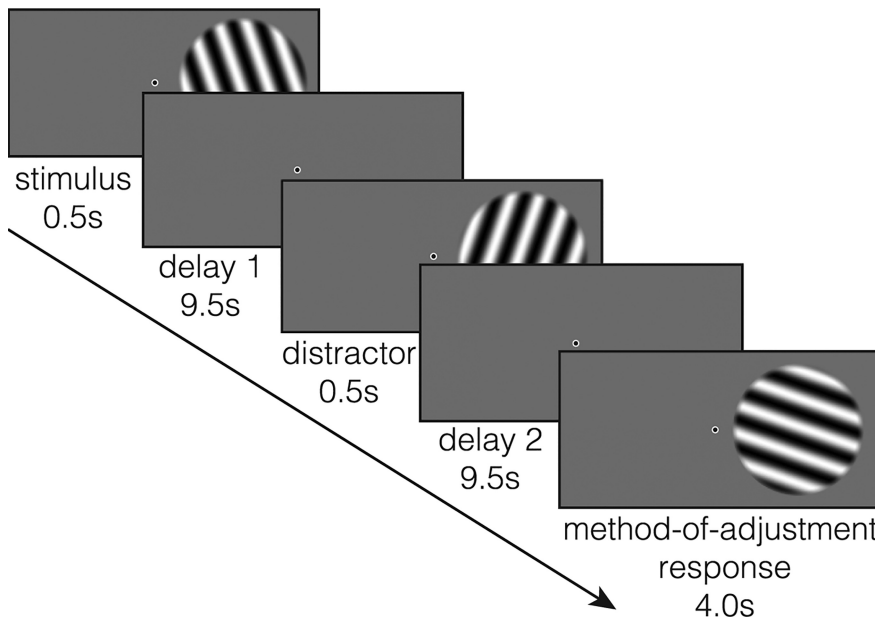 stimulus
0.5s
delay 1
9.5s
distractor
0.5s
delay 2
9.5s
method-of-adjustment
response
4.0s